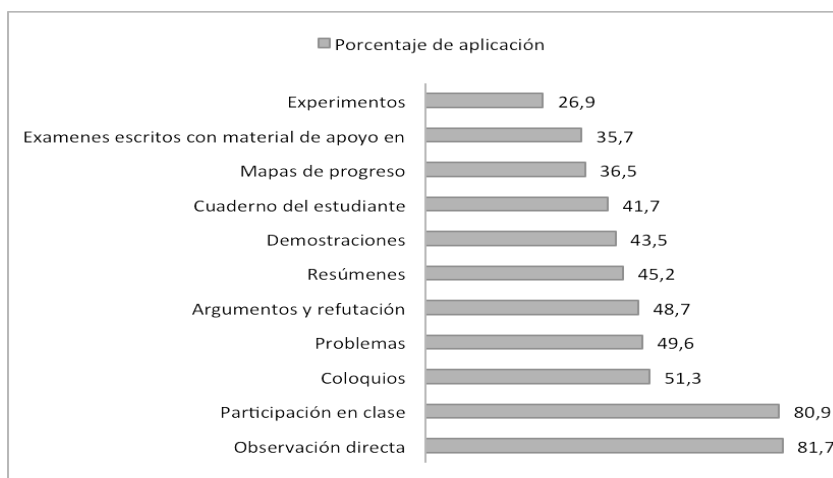 Porcentaje de aplicación
Experimentos 26,9
Examenes escritos con material de apoyo en 35,7
Mapas de progreso 36,5
Cuaderno del estudiante 41,7
Demostraciones 43,5
Resúmenes 45,2
Argumentos y refutación 48,7
Problemas 49,6
Coloquios 51,3
Participación en clase 80,9
Observación directa 81,7